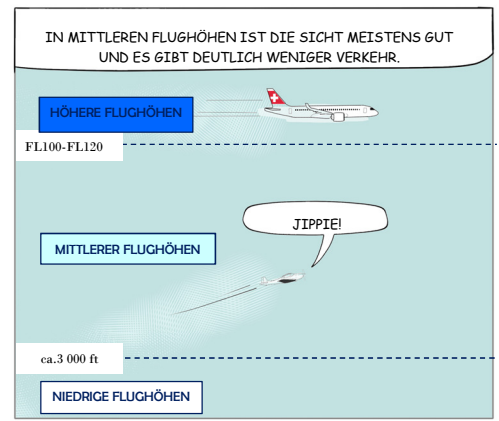 IN MITTLEREN FLUGHÖHEN IST DIE SICHT MEISTENS GUT
UND ES GIBT DEUTLICH WENIGER VERKEHR.
HÖHERE FLUGHÖHEN
FL100-FL120
JIPPIE!
MITTLERER FLUGHÖHEN
ca.3 000 ft
NIEDRIGE FLUGHÖHEN